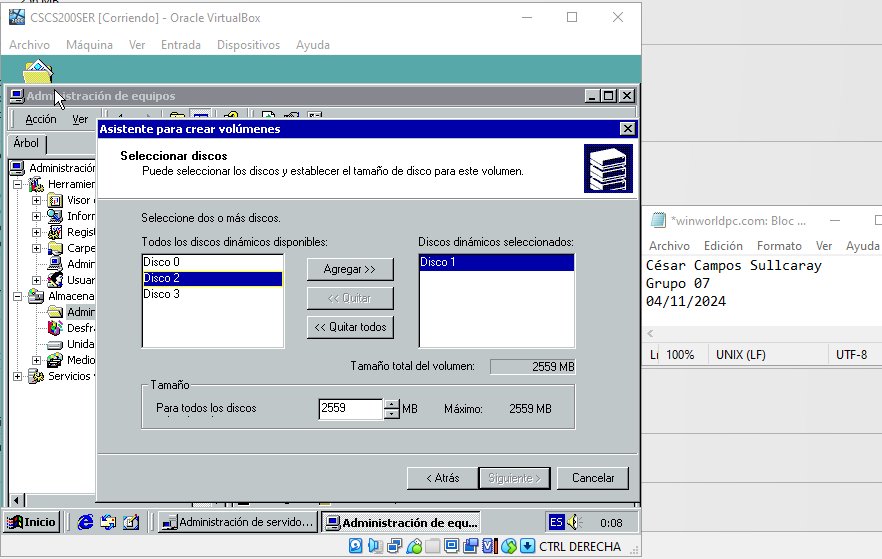 CSCS200SER [Corriendo] - Oracle VirtualBox
Archivo Máquina Ver Entrada Dispositivos Ayuda
Administración de equipos
Acción Ver
Árbol
Administración
Herramien
Visor
Inform
Regist
Carpe
Admin
Usuar
Almacena
Admin
Desfra
Unida
Medio
Servicios
Asistente para crear volúmenes
Seleccionar discos
Puede seleccionar los discos y establecer el tamaño de disco para este volumen.
Seleccione dos o más discos.
Todos los discos dinámicos disponibles:
Disco 0
Disco 2
Disco 3
Agregar >>
<< Quitar
<< Quitar todos
Discos dinámicos seleccionados:
Disco 1
Tamaño total del volumen: 2559 MB
Tamaño
Para todos los discos
2559 MB Máximo: 2559 MB
< Atrás Siguiente > Cancelar
Inicio Administración de servido... Administración de equ... ES 0:08
CTRL DERECHA
*winworldpc.com: Bloc ...
Archivo Edición Formato Ver Ayuda
César Campos Sullcaray
Grupo 07
04/11/2024
100% UNIX (LF) UTF-8